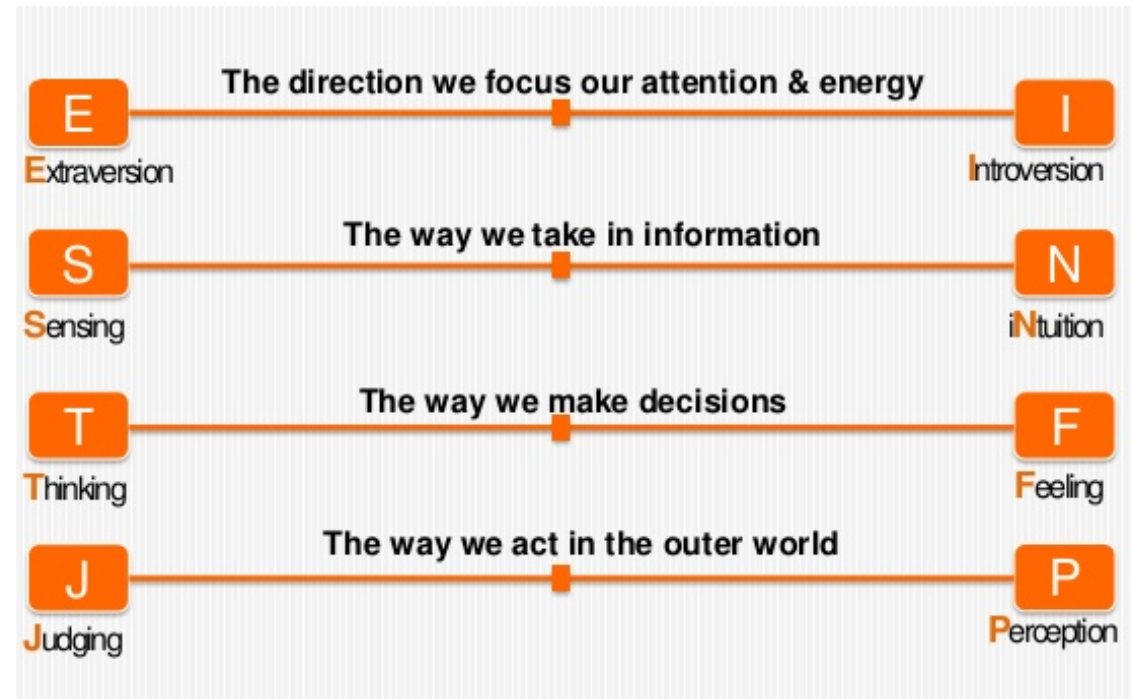 The direction we focus our attention & energy
E
I
Extraversion
Introversion
The way we take in information
S
N
Sensing
iNtuition
The way we make decisions
T
F
Thinking
Feeling
The way we act in the outer world
J
P
Judging
Perception